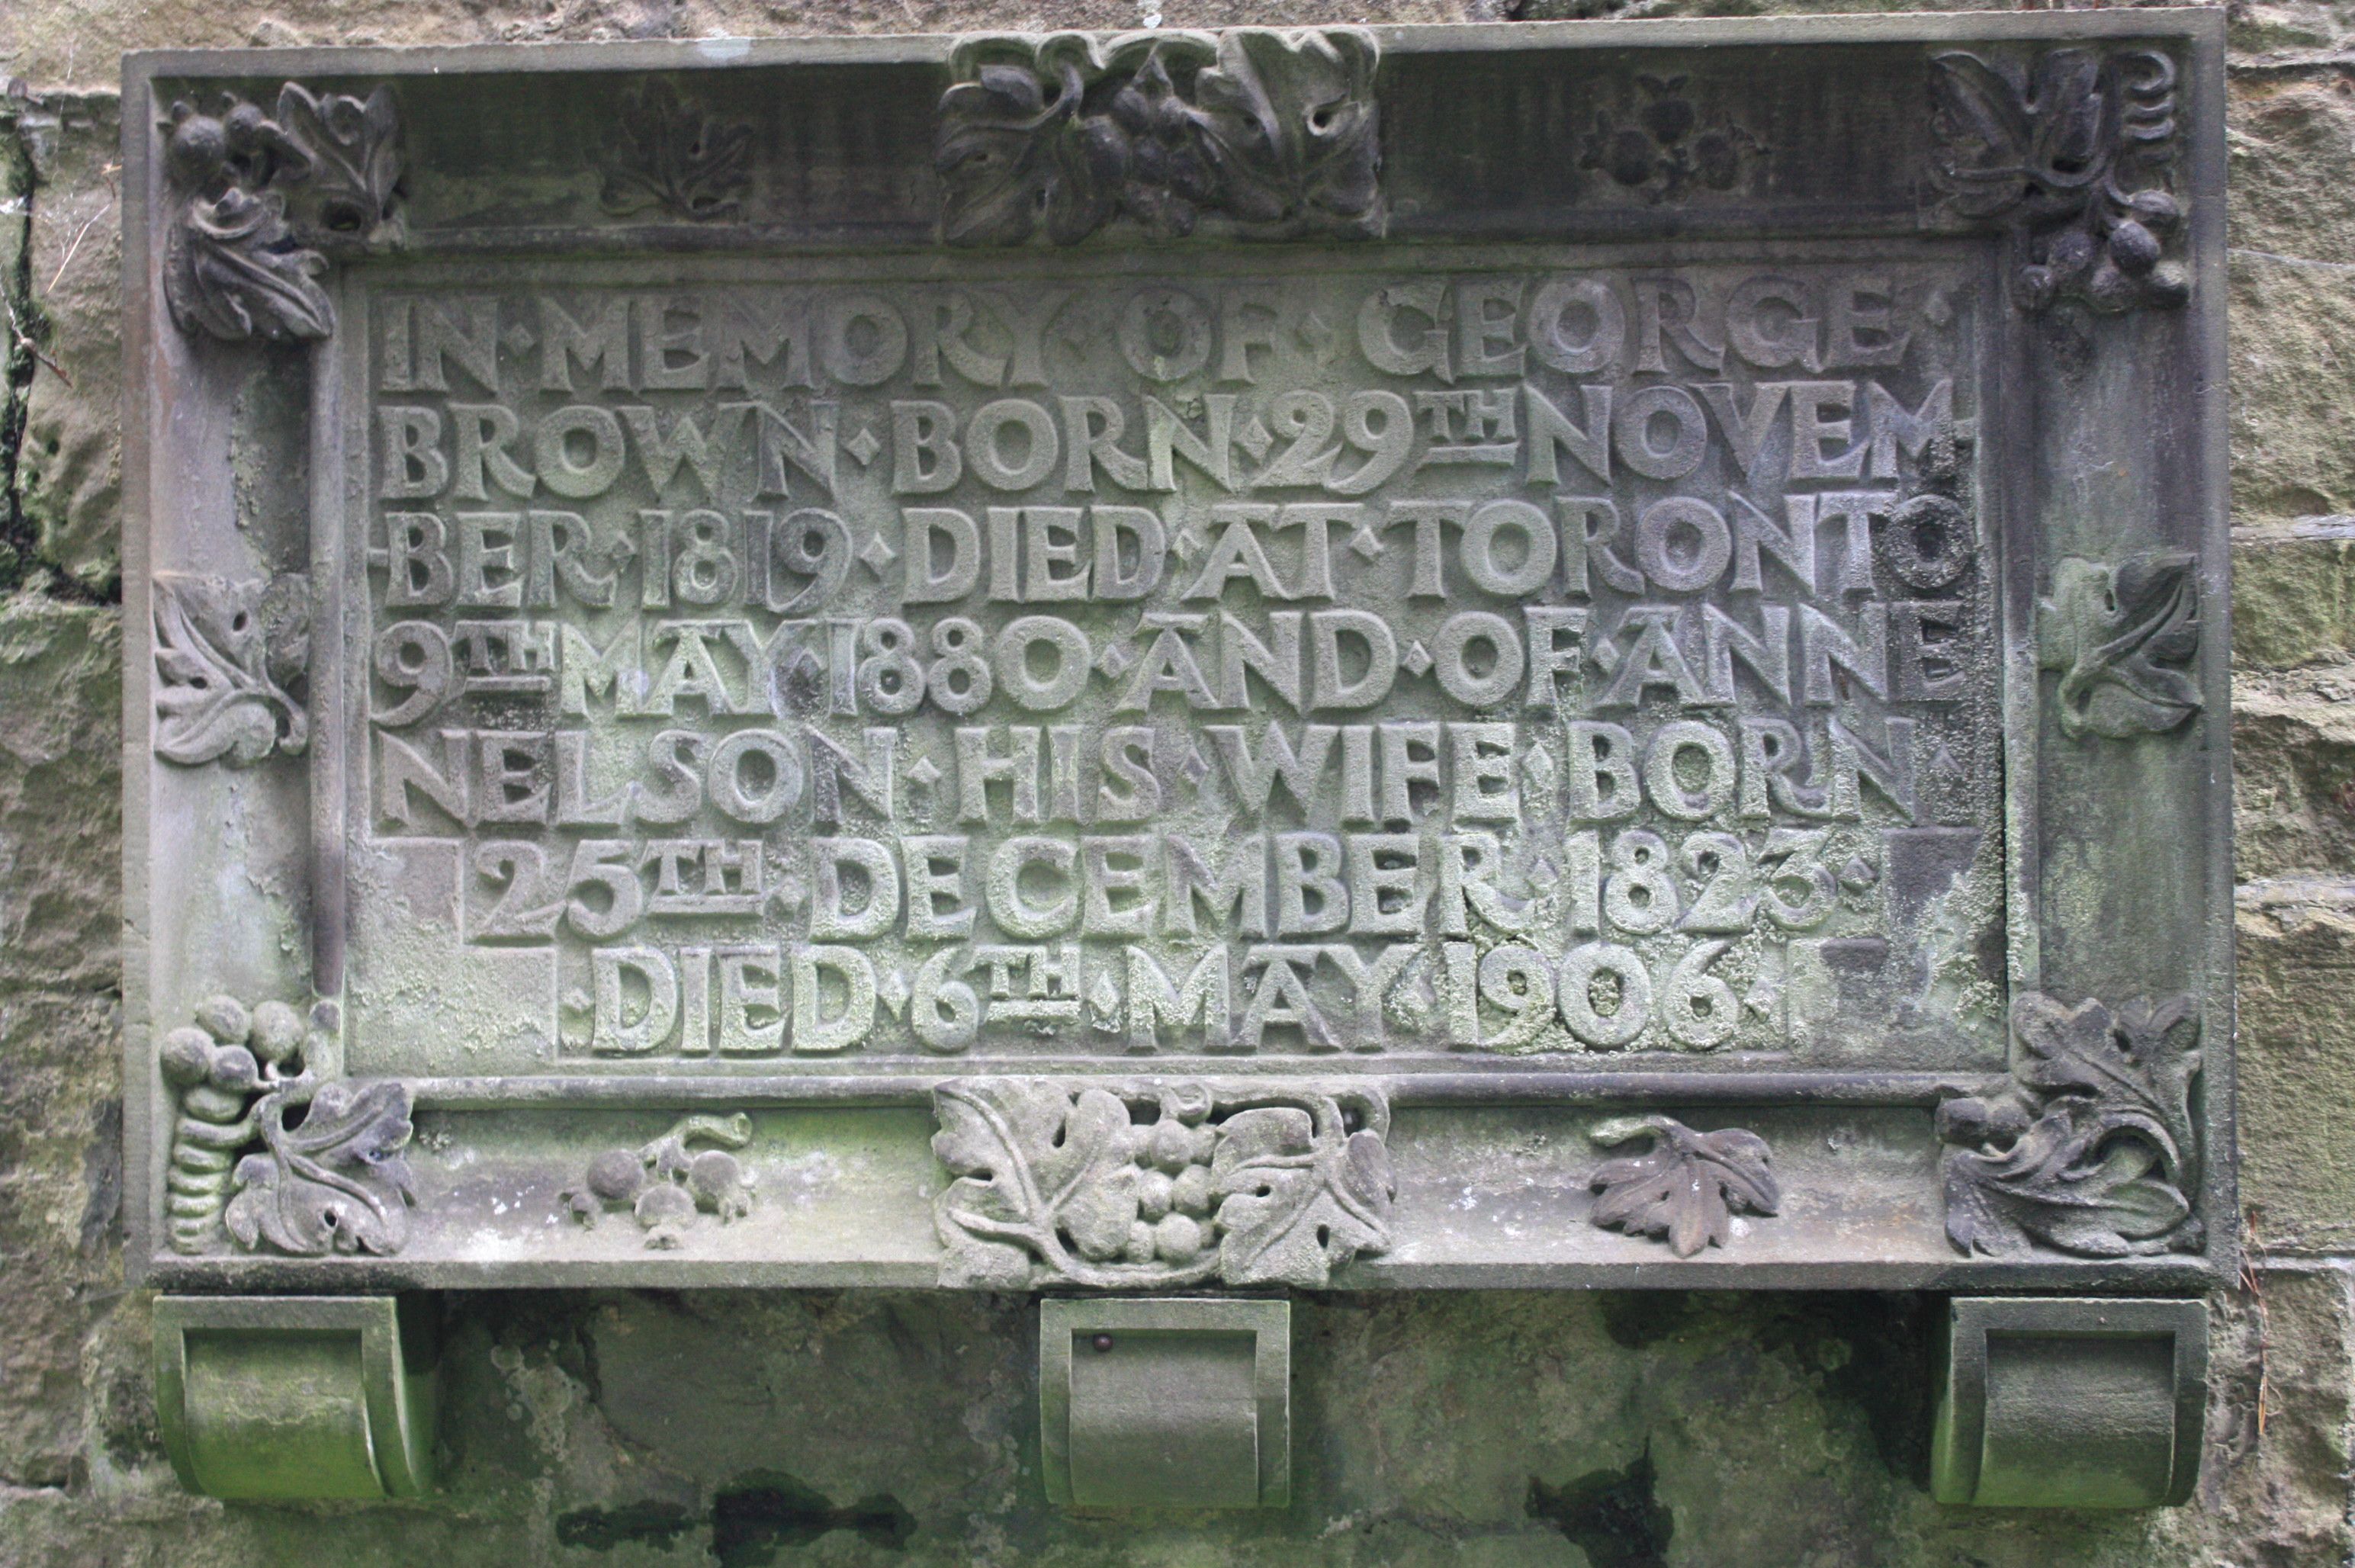 IN·MEMORY·OF·GEORGE·
BROWN·BORN·29TH NOVEM
BER·1819·DIED·AT·TORONTO
9TH MAY·1880·AND·OF·ANNE
NELSON·HIS·WIFE·BORN·
25TH·DECEMBER·1823·
·DIED·6TH·MAY·1906·